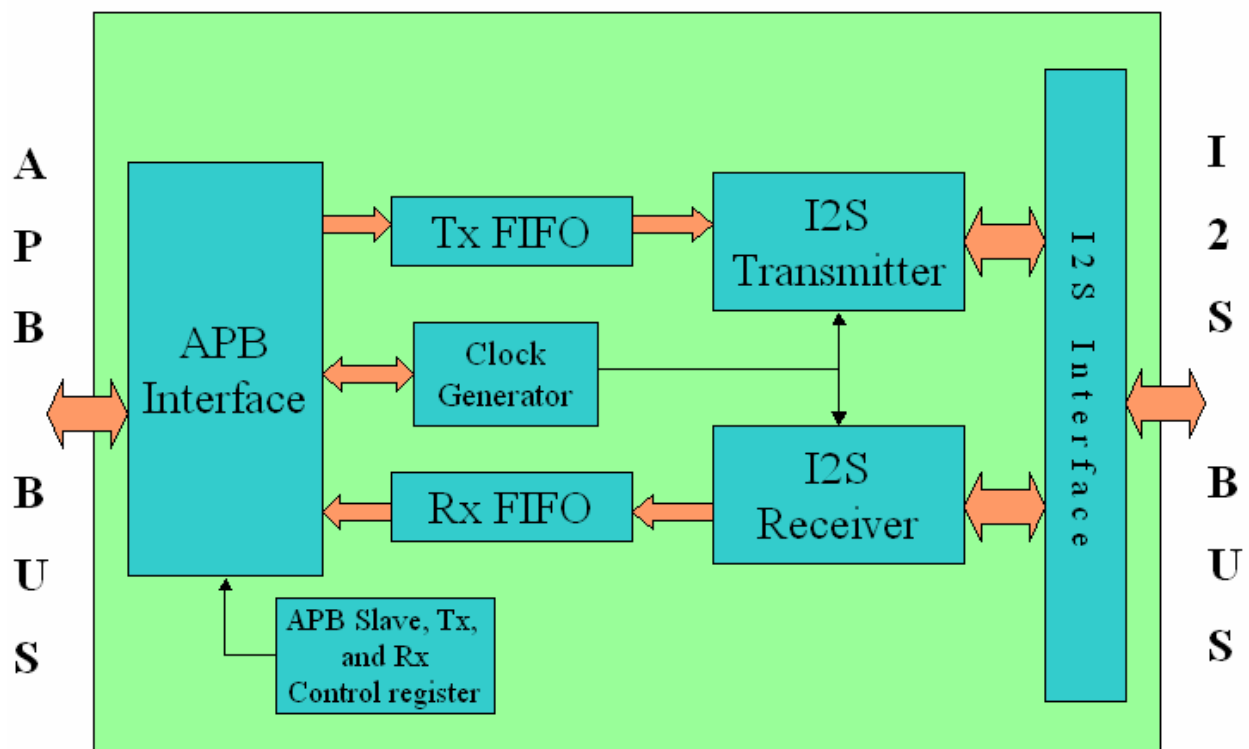 A P B B U S
APB
Interface
Tx FIFO
Clock
Generator
Rx FIFO
APB Slave, Tx,
and Rx
Control register
I2S
Transmitter
I2S
Receiver
I2S Interface
I 2 S B U S